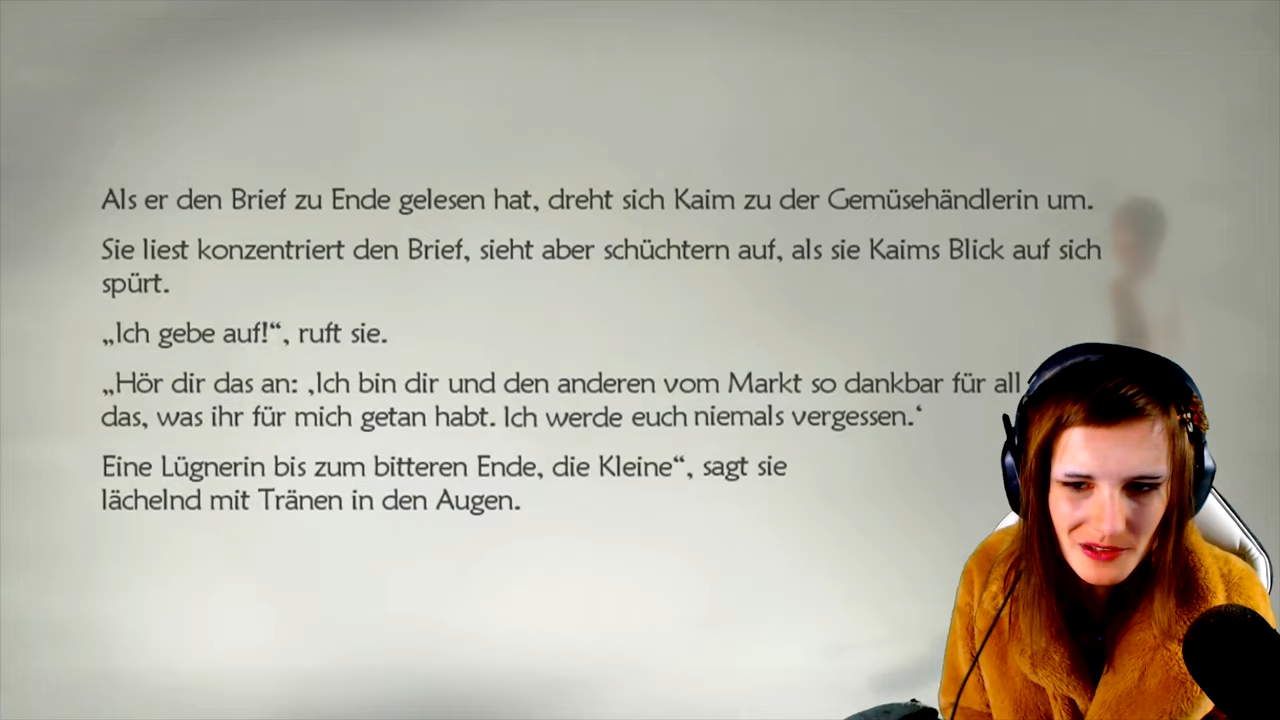 Als er den Brief zu Ende gelesen hat, dreht sich Kaim zu der Gemüsehändlerin um.
Sie liest konzentriert den Brief, sieht aber schüchtern auf, als sie Kaims Blick auf sich
spürt.
„Ich gebe auf!“, ruft sie.
„Hör dir das an: ‚Ich bin dir und den anderen vom Markt so dankbar für all
das, was ihr für mich getan habt. Ich werde euch niemals vergessen.‘
Eine Lügnerin bis zum bitteren Ende, die Kleine“, sagt sie
lächelnd mit Tränen in den Augen.